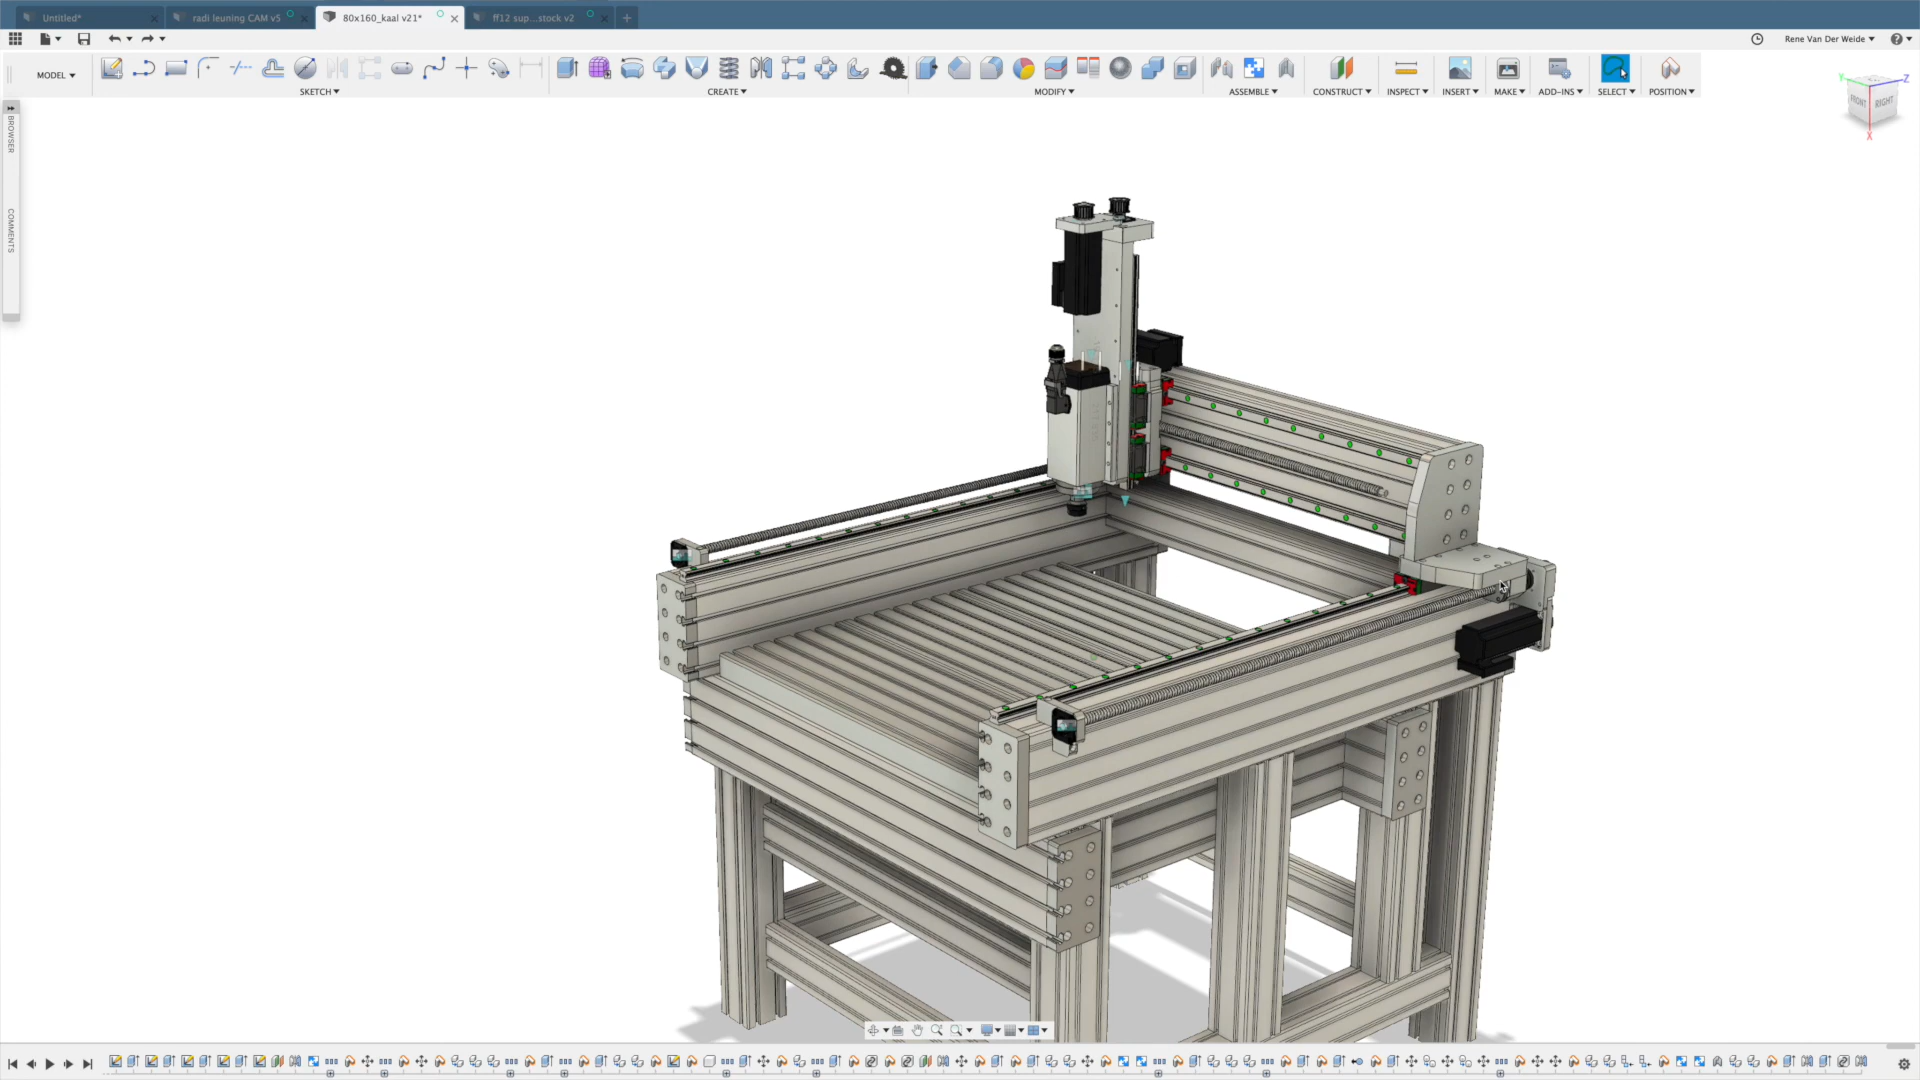 Untitled*
radi leuning CAM v5
80x160_kaal v21*
ff12 sup...stock v2
Rene Van Der Weide
MODEL
SKETCH
CREATE
MODIFY
ASSEMBLE
CONSTRUCT
INSPECT
INSERT
MAKE
ADD-INS
SELECT
POSITION
BROWSER
COMMENTS
Y
Z
FRONT
RIGHT
X